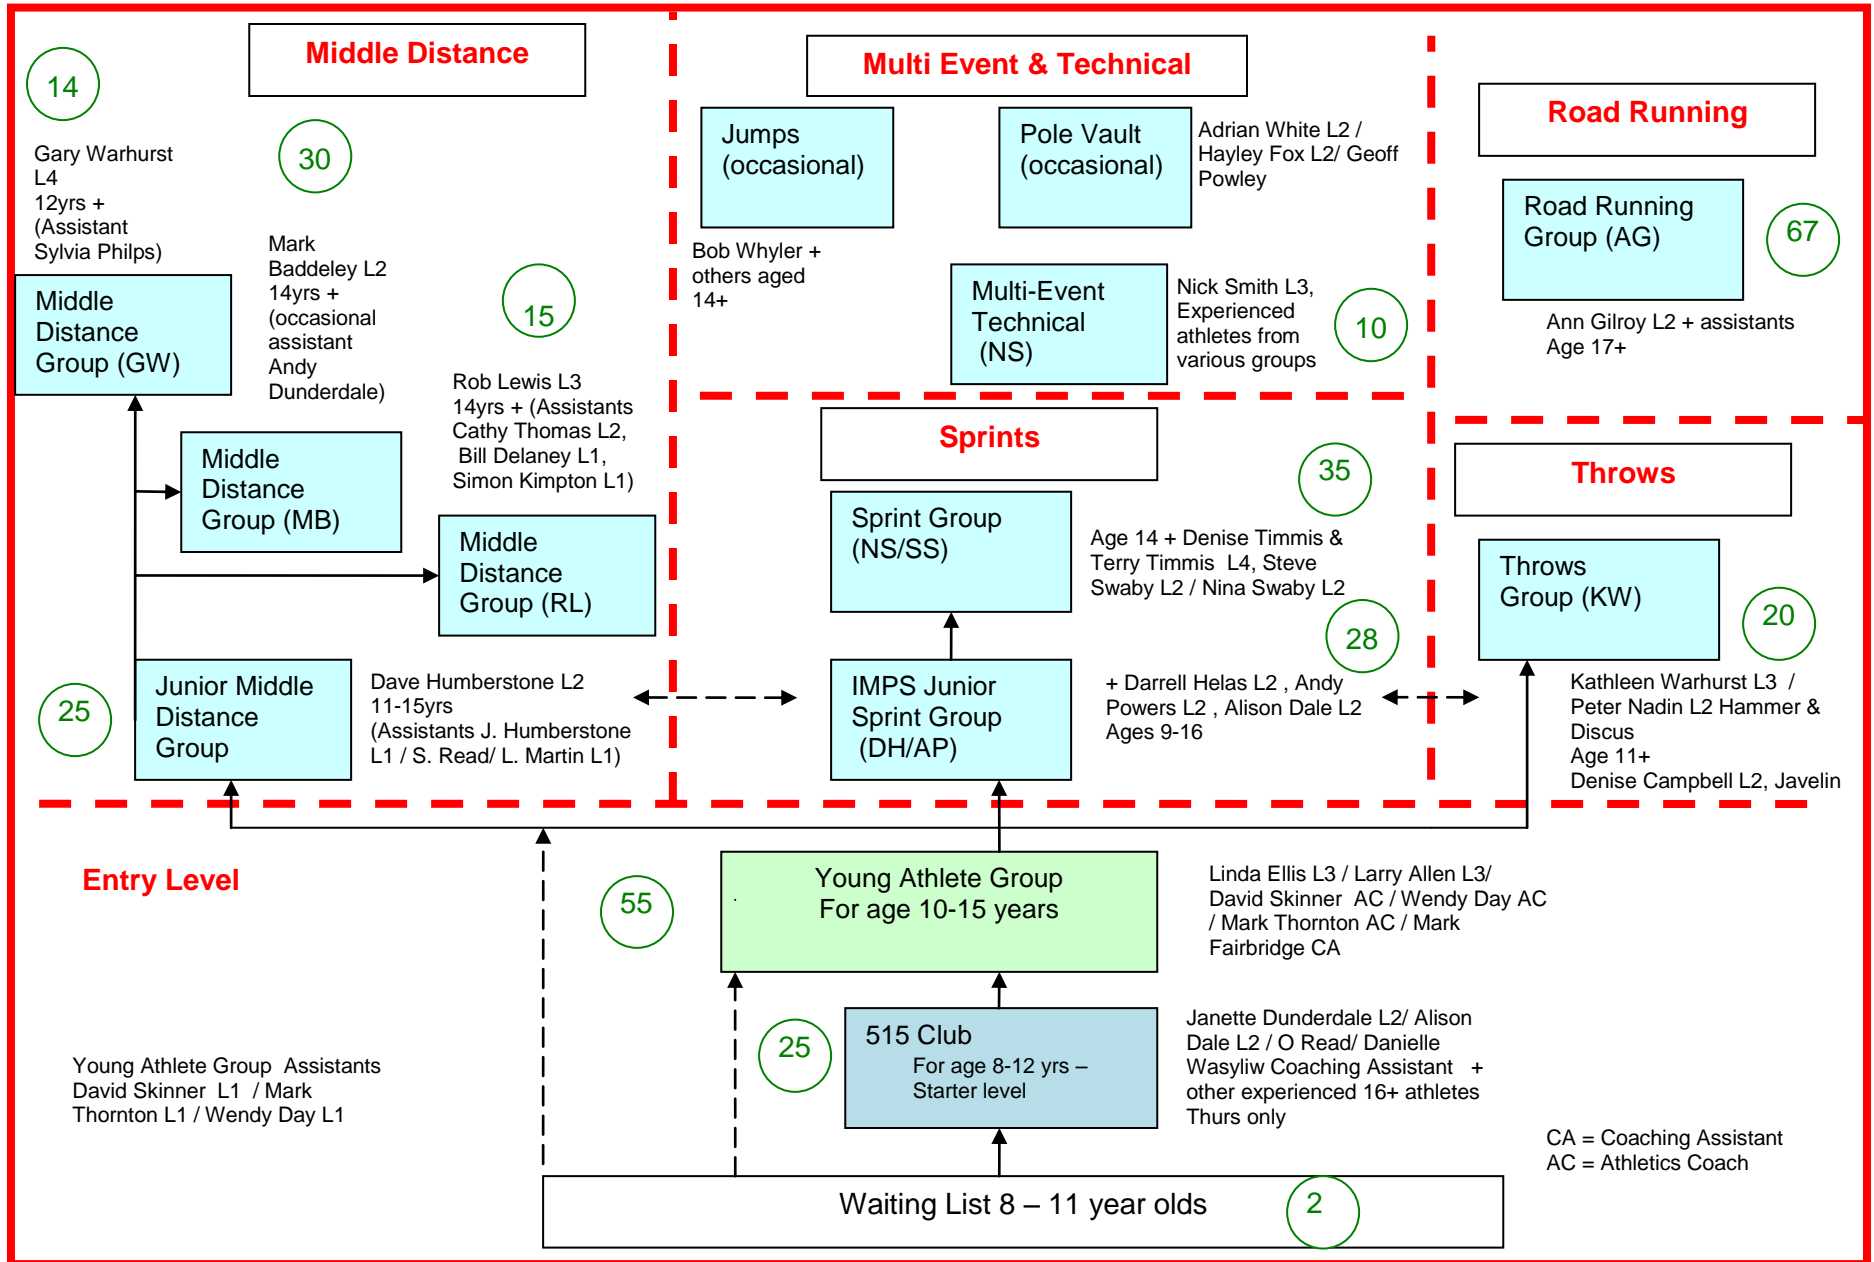 Middle Distance
14
Gary Warhurst
L4
12yrs +
(Assistant
Sylvia Philps)
30
Mark
Baddeley L2
14yrs +
(occasional
assistant
Andy
Dunderdale)
15
Rob Lewis L3
14yrs + (Assistants
Cathy Thomas L2,
Bill Delaney L1,
Simon Kimpton L1)
Middle
Distance
Group (GW)
Middle
Distance
Group (MB)
Middle
Distance
Group (RL)
25
Junior Middle
Distance
Group
Dave Humberstone L2
11-15yrs
(Assistants J. Humberstone
L1 / S. Read/ L. Martin L1)
Multi Event & Technical
Jumps
(occasional)
Bob Whyler +
others aged
14+
Pole Vault
(occasional)
Adrian White L2 /
Hayley Fox L2/ Geoff
Powley
Multi-Event
Technical
(NS)
Nick Smith L3,
Experienced
athletes from
various groups
10
Sprints
35
Sprint Group
(NS/SS)
Age 14 + Denise Timmis &
Terry Timmis L4, Steve
Swaby L2 / Nina Swaby L2
28
IMPS Junior
Sprint Group
(DH/AP)
+ Darrell Helas L2 , Andy
Powers L2 , Alison Dale L2
Ages 9-16
Road Running
Road Running
Group (AG)
67
Ann Gilroy L2 + assistants
Age 17+
Throws
Throws
Group (KW)
20
Kathleen Warhurst L3 /
Peter Nadin L2 Hammer &
Discus
Age 11+
Denise Campbell L2, Javelin
Entry Level
55
Young Athlete Group
For age 10-15 years
Linda Ellis L3 / Larry Allen L3/
David Skinner AC / Wendy Day AC
/ Mark Thornton AC / Mark
Fairbridge CA
25
515 Club
For age 8-12 yrs –
Starter level
Janette Dunderdale L2/ Alison
Dale L2 / O Read/ Danielle
Wasyliw Coaching Assistant +
other experienced 16+ athletes
Thurs only
Young Athlete Group Assistants
David Skinner L1 / Mark
Thornton L1 / Wendy Day L1
CA = Coaching Assistant
AC = Athletics Coach
Waiting List 8 – 11 year olds
2